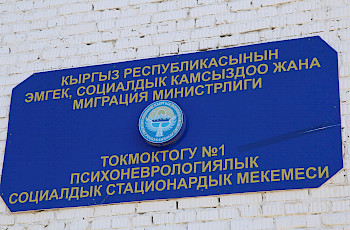 КЫРГЫЗ РЕСПУБЛИКАСЫНЫН
ЭМГЕК, СОЦИАЛДЫК КАМСЫЗДОО ЖАНА
МИГРАЦИЯ МИНИСТРЛИГИ
ТОКМОКТОГУ №1
ПСИХОНЕВРОЛОГИЯЛЫК
СОЦИАЛДЫК СТАЦИОНАРДЫК МЕКЕМЕСИ